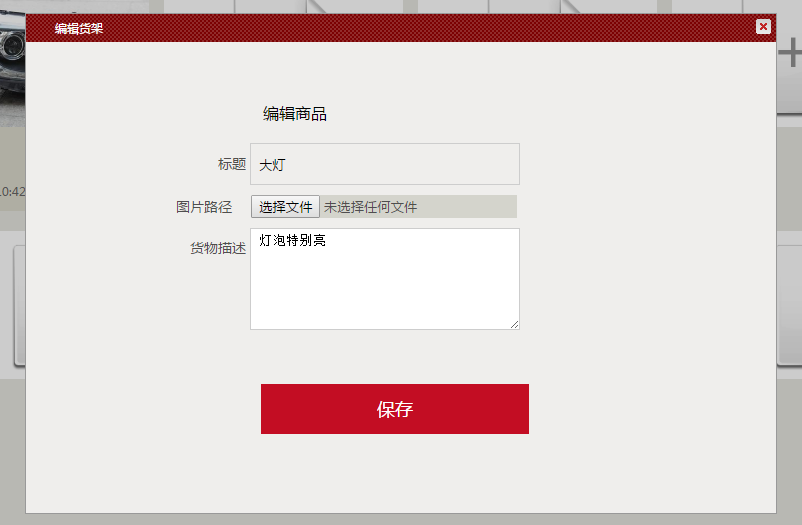 编辑货架
编辑商品
标题 大灯
图片路径 选择文件 未选择任何文件
货物描述 灯泡特别亮
保存